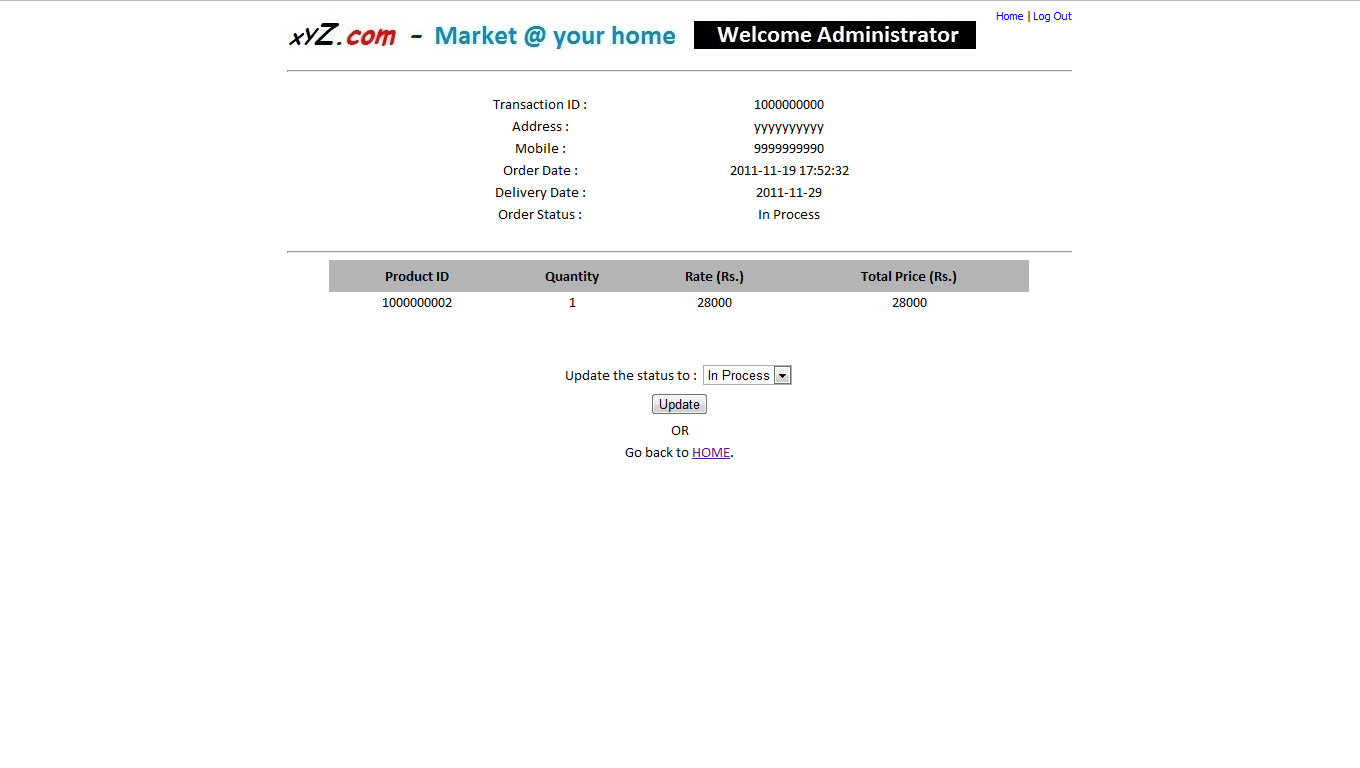 Home | Log Out
xYZ.com - Market @ your home Welcome Administrator
Transaction ID : 1000000000
Address : yyyyyyyyyy
Mobile : 9999999990
Order Date : 2011-11-19 17:52:32
Delivery Date : 2011-11-29
Order Status : In Process
Product ID Quantity Rate (Rs.) Total Price (Rs.)
1000000002 1 28000 28000
Update the status to : In Process
Update
OR
Go back to HOME.